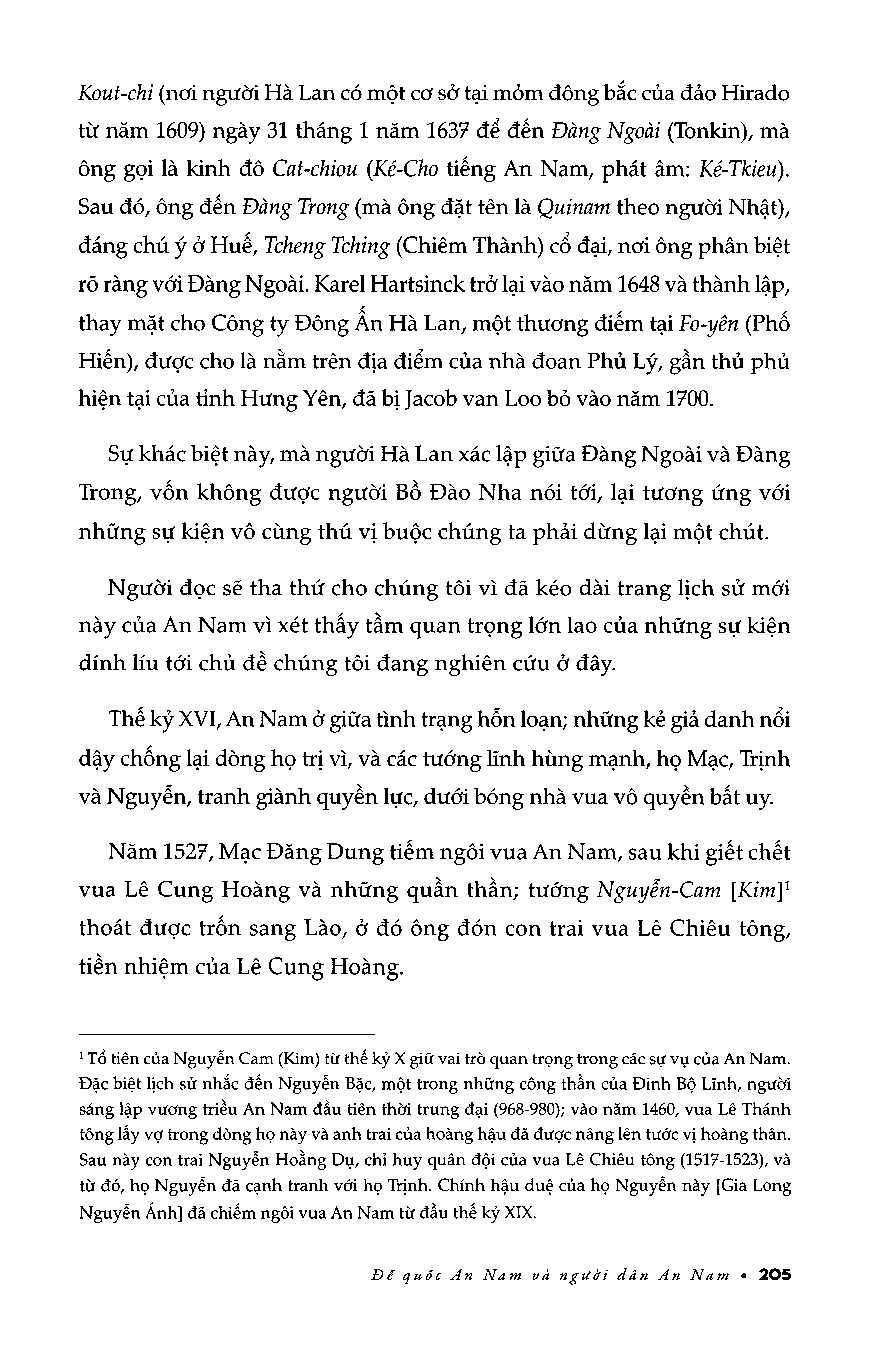 Kout-chi (nơi người Hà Lan có một cơ sở tại mỏm đông bắc của đảo Hirado
từ năm 1609) ngày 31 tháng 1 năm 1637 để đến Đàng Ngoài (Tonkin), mà
ông gọi là kinh đô Cat-chiou (Ké-Cho tiếng An Nam, phát âm: Ké-Tkieu).
Sau đó, ông đến Đàng Trong (mà ông đặt tên là Quinam theo người Nhật),
đáng chú ý ở Huế, Tcheng Tching (Chiêm Thành) cổ đại, nơi ông phân biệt
rõ ràng với Đàng Ngoài. Karel Hartsinck trở lại vào năm 1648 và thành lập,
thay mặt cho Công ty Đông Ấn Hà Lan, một thương điếm tại Fo-yên (Phố
Hiến), được cho là nằm trên địa điểm của nhà đoan Phủ Lý, gần thủ phủ
hiện tại của tỉnh Hưng Yên, đã bị Jacob van Loo bỏ vào năm 1700.
Sự khác biệt này, mà người Hà Lan xác lập giữa Đàng Ngoài và Đàng
Trong, vốn không được người Bồ Đào Nha nói tới, lại tương ứng với
những sự kiện vô cùng thú vị buộc chúng ta phải dừng lại một chút.
Người đọc sẽ tha thứ cho chúng tôi vì đã kéo dài trang lịch sử mới
này của An Nam vì xét thấy tầm quan trọng lớn lao của những sự kiện
dính líu tới chủ đề chúng tôi đang nghiên cứu ở đây.
Thế kỷ XVI, An Nam ở giữa tình trạng hỗn loạn; những kẻ giả danh nổi
dậy chống lại dòng họ trị vì, và các tướng lĩnh hùng mạnh, họ Mạc, Trịnh
và Nguyễn, tranh giành quyền lực, dưới bóng nhà vua vô quyền bất uy.
Năm 1527, Mạc Đăng Dung tiếm ngôi vua An Nam, sau khi giết chết
vua Lê Cung Hoàng và những quần thần; tướng Nguyễn-Cam [Kim]¹
thoát được trốn sang Lào, ở đó ông đón con trai vua Lê Chiêu tông,
tiền nhiệm của Lê Cung Hoàng.
¹ Tổ tiên của Nguyễn Cam (Kim) từ thế kỷ X giữ vai trò quan trọng trong các sự vụ của An Nam.
Đặc biệt lịch sử nhắc đến Nguyễn Bặc, một trong những công thần của Đinh Bộ Lĩnh, người
sáng lập vương triều An Nam đầu tiên thời trung đại (968-980); vào năm 1460, vua Lê Thánh
tông lấy vợ trong dòng họ này và anh trai của hoàng hậu đã được nâng lên tước vị hoàng thân.
Sau này con trai Nguyễn Hoằng Dụ, chỉ huy quân đội của vua Lê Chiêu tông (1517-1523), và
từ đó, họ Nguyễn đã cạnh tranh với họ Trịnh. Chính hậu duệ của họ Nguyễn này [Gia Long
Nguyễn Ánh] đã chiếm ngôi vua An Nam từ đầu thế kỷ XIX.
Đế quốc An Nam và người dân An Nam • 205